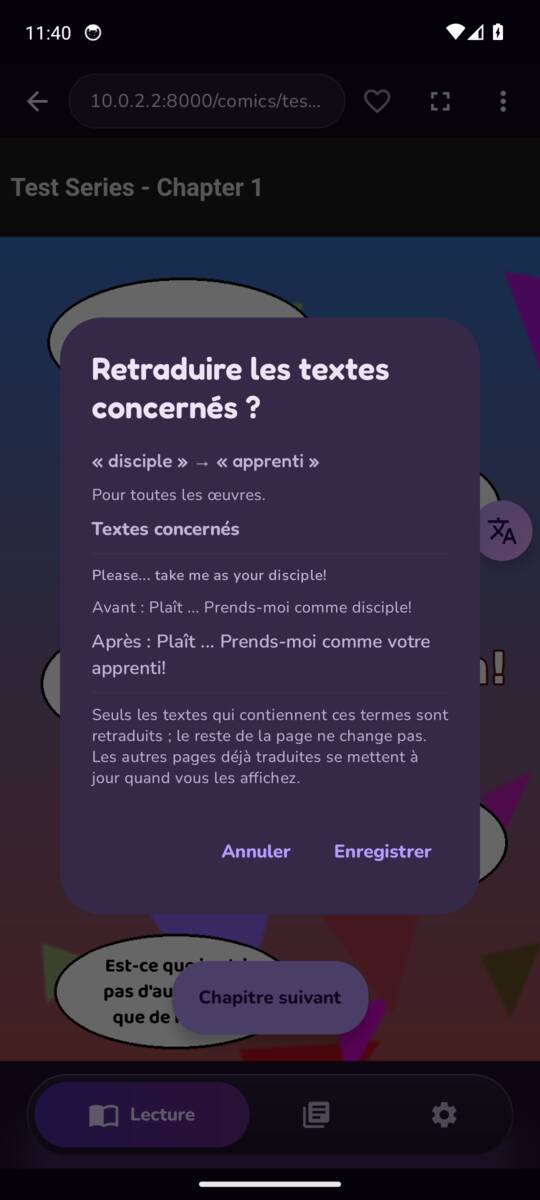 11:40
10.0.2.2:8000/comics/tes...
Test Series - Chapter 1
Retraduire les textes
concernés ?
« disciple » → « apprenti »
Pour toutes les œuvres.
Textes concernés
Please... take me as your disciple!
Avant : Plaît ... Prends-moi comme disciple!
Après : Plaît ... Prends-moi comme votre
apprenti!
Seuls les textes qui contiennent ces termes sont
retraduits ; le reste de la page ne change pas.
Les autres pages déjà traduites se mettent à
jour quand vous les affichez.
Annuler Enregistrer
Est-ce que
pas
que de
Chapitre suivant
Lecture